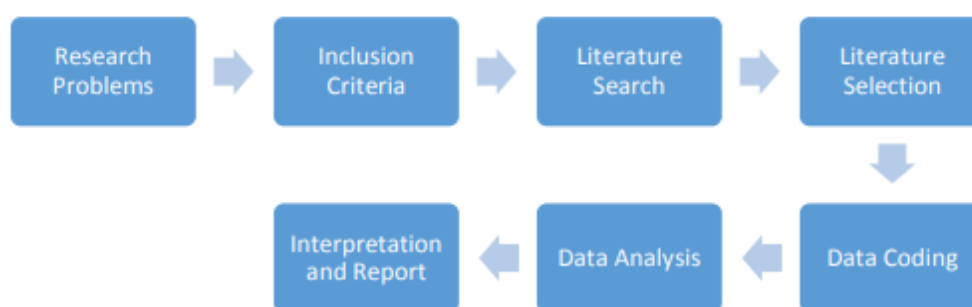 Research
Problems
Inclusion
Criteria
Literature
Search
Literature
Selection
Data Coding
Data Analysis
Interpretation
and Report